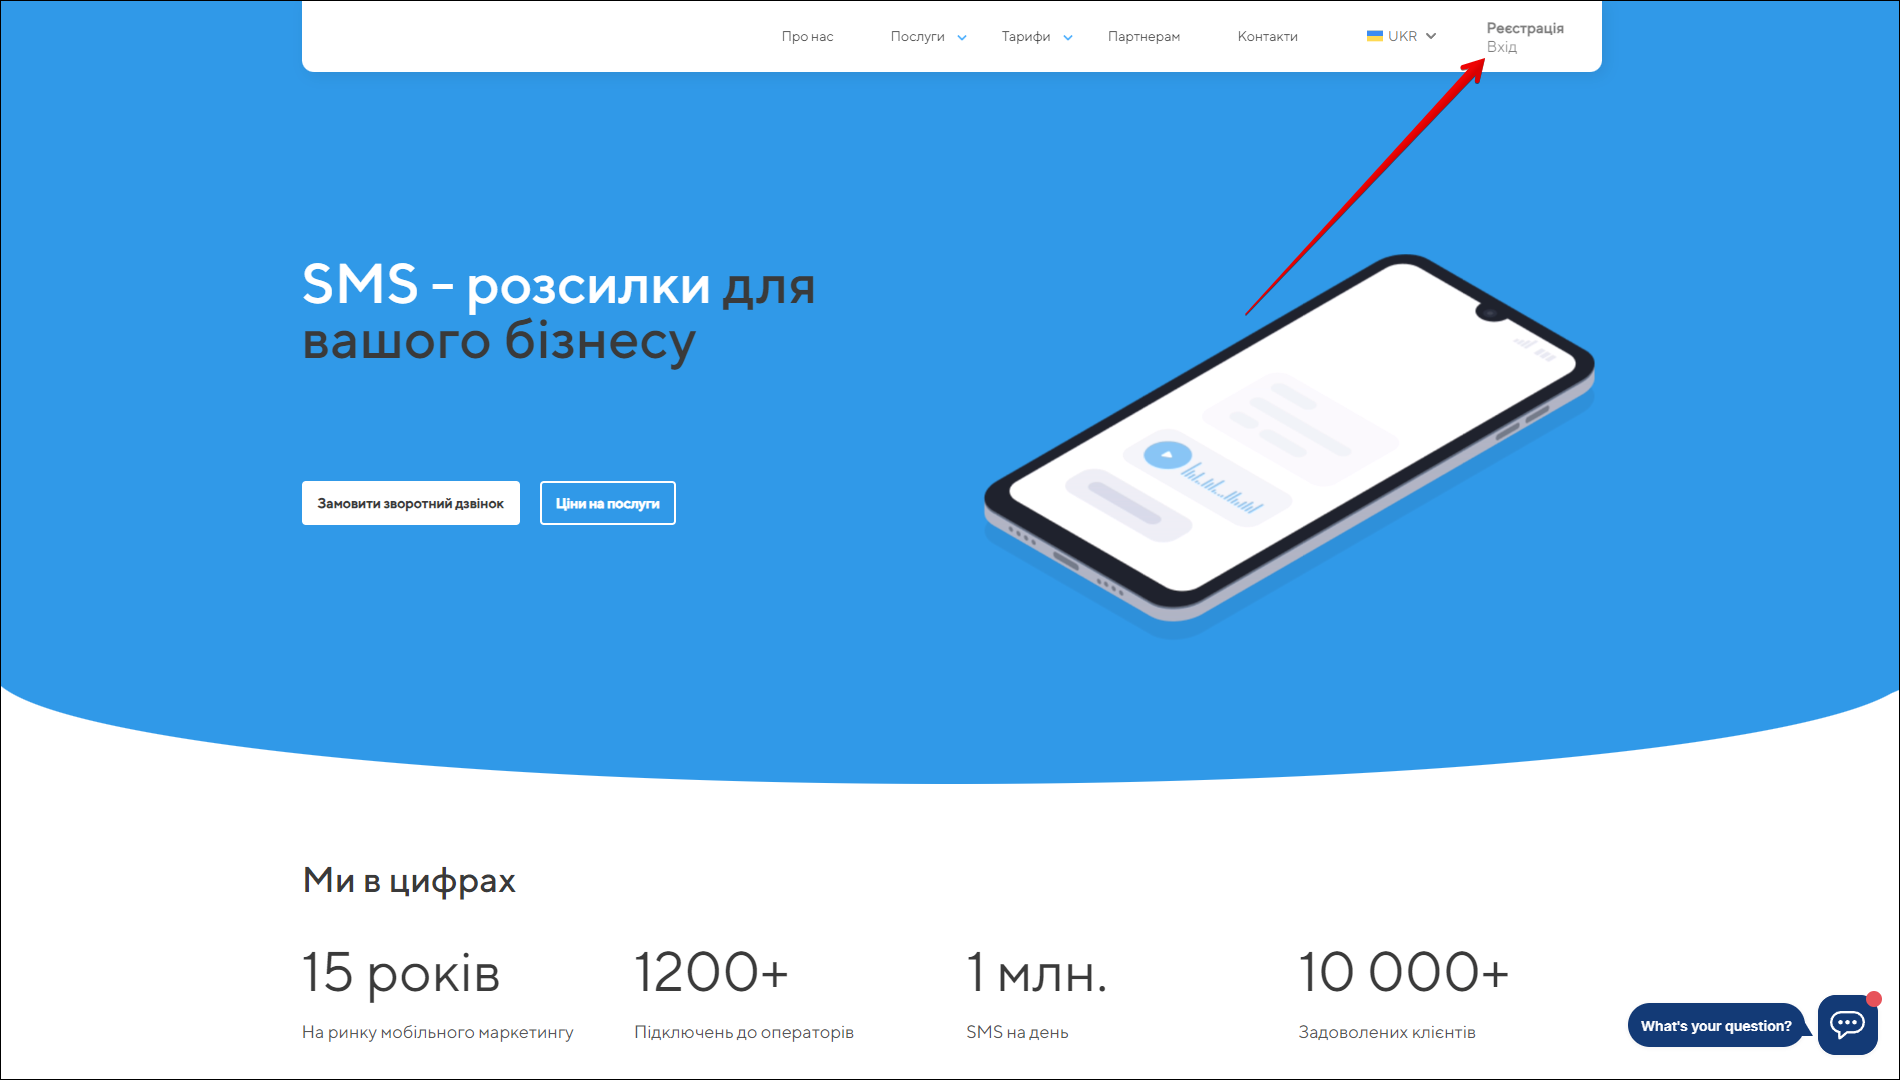 Про нас
Послуги
Тарифи
Партнерам
Контакти
UKR
Реєстрація
Вхід
SMS - розсилки для
вашого бізнесу
Замовити зворотний дзвінок
Ціни на послуги
Ми в цифрах
15 років
На ринку мобільного маркетингу
1200+
Підключень до операторів
1 млн.
SMS на день
10 000+
Задоволених клієнтів
What's your question?